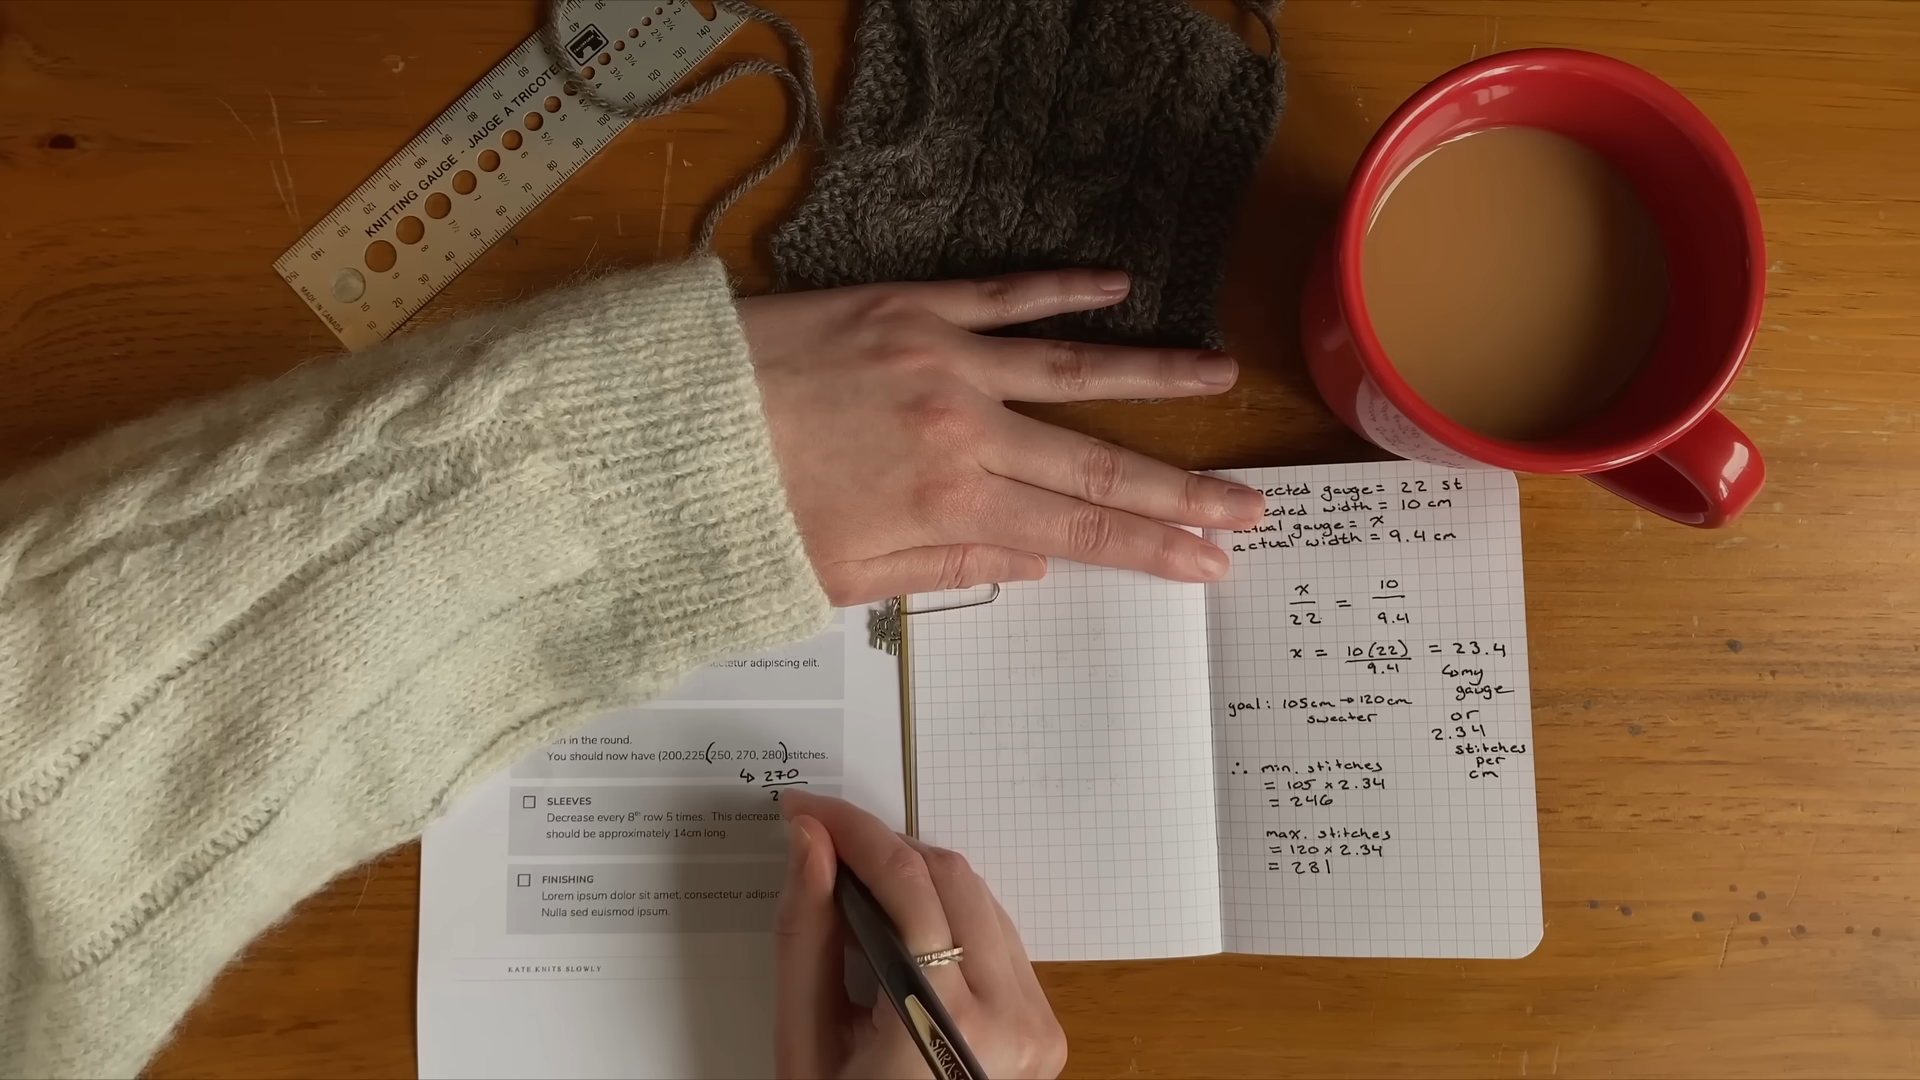 KNITTING GAUGE - JAUGE A TRICOTE
MADE IN CANADA
pected gauge = 22 st
ected width = 10 cm
actual gauge = x
actual width = 9.4 cm
x/22 = 10/9.4
x = 10(22)/9.4 = 23.4
↳ my
gauge
or
2.34
stitches
per
cm
goal: 105cm → 120cm
sweater
∴ min. stitches
= 105 x 2.34
= 246
max. stitches
= 120 x 2.34
= 281
ctetur adipiscing elit.
in in the round.
You should now have (200,225(250, 270, 280)stitches.
↳ 270
2
SLEEVES
Decrease every 8th row 5 times. This decrease
should be approximately 14cm long.
FINISHING
Lorem ipsum dolor sit amet, consectetur adipisc
Nulla sed euismod ipsum.
KATE KNITS SLOWLY
SARAS